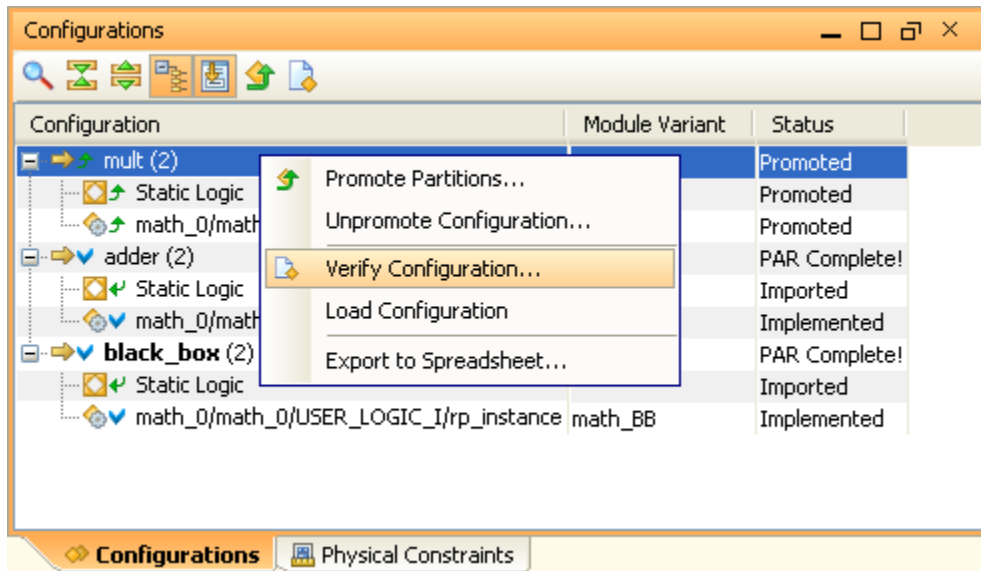 Configurations
Configuration Module Variant Status
mult (2) Promoted
Static Logic Promoted
math_0/math Promoted
adder (2) PAR Complete!
Static Logic Imported
math_0/math Implemented
black_box (2) PAR Complete!
Static Logic Imported
math_0/math_0/USER_LOGIC_I/rp_instance math_BB Implemented
Promote Partitions...
Unpromote Configuration...
Verify Configuration...
Load Configuration
Export to Spreadsheet...
Configurations Physical Constraints